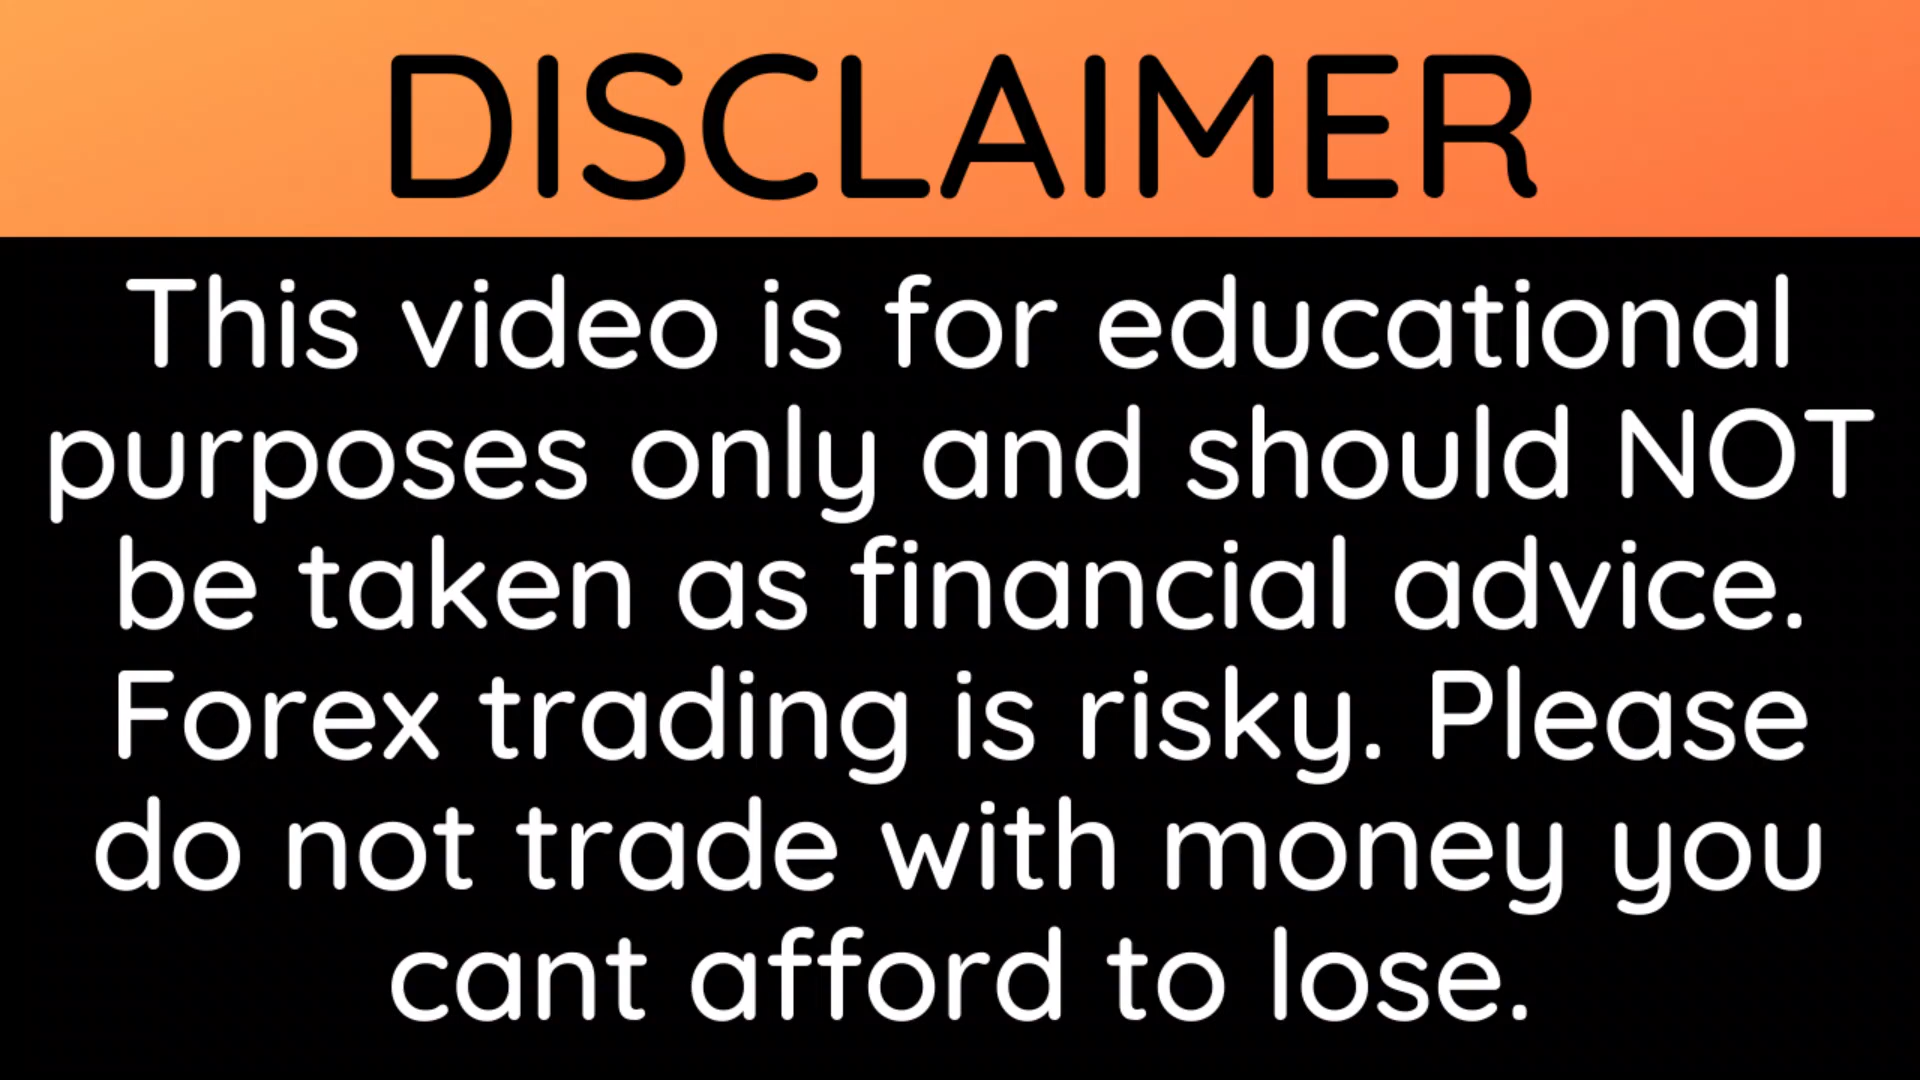 DISCLAIMER
This video is for educational
purposes only and should NOT
be taken as financial advice.
Forex trading is risky. Please
do not trade with money you
cant afford to lose.